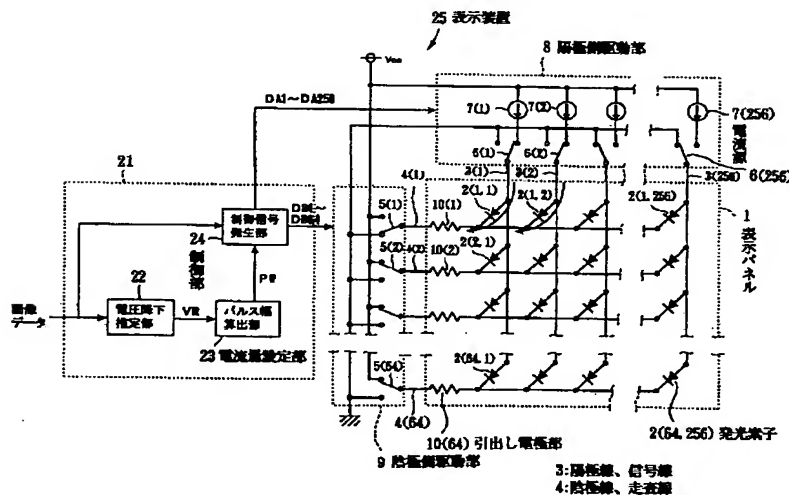 25 表示装置
8 陽極側駆動部
Vcc
DA1~DA256
7(1)
7(2)
7(256)
電流源
6(1)
6(2)
6(256)
3(1)
3(2)
3(256)
21
4(1)
DB1~
DB64
5(1)
10(1)
2(1,1)
2(1,2)
2(1,256)
1 表示パネル
制御信号
発生部
24 制御部
5(2)
4(2)
10(2)
2(2,1)
PW
22
画像
データ
電圧降下
推定部
VR
パルス幅
算出部
23 電流量設定部
5(64)
2(64,1)
4(64)
10(64) 引出し電極部
2(64,256) 発光素子
9 陰極側駆動部
3:陽極線、信号線
4:陰極線、走査線